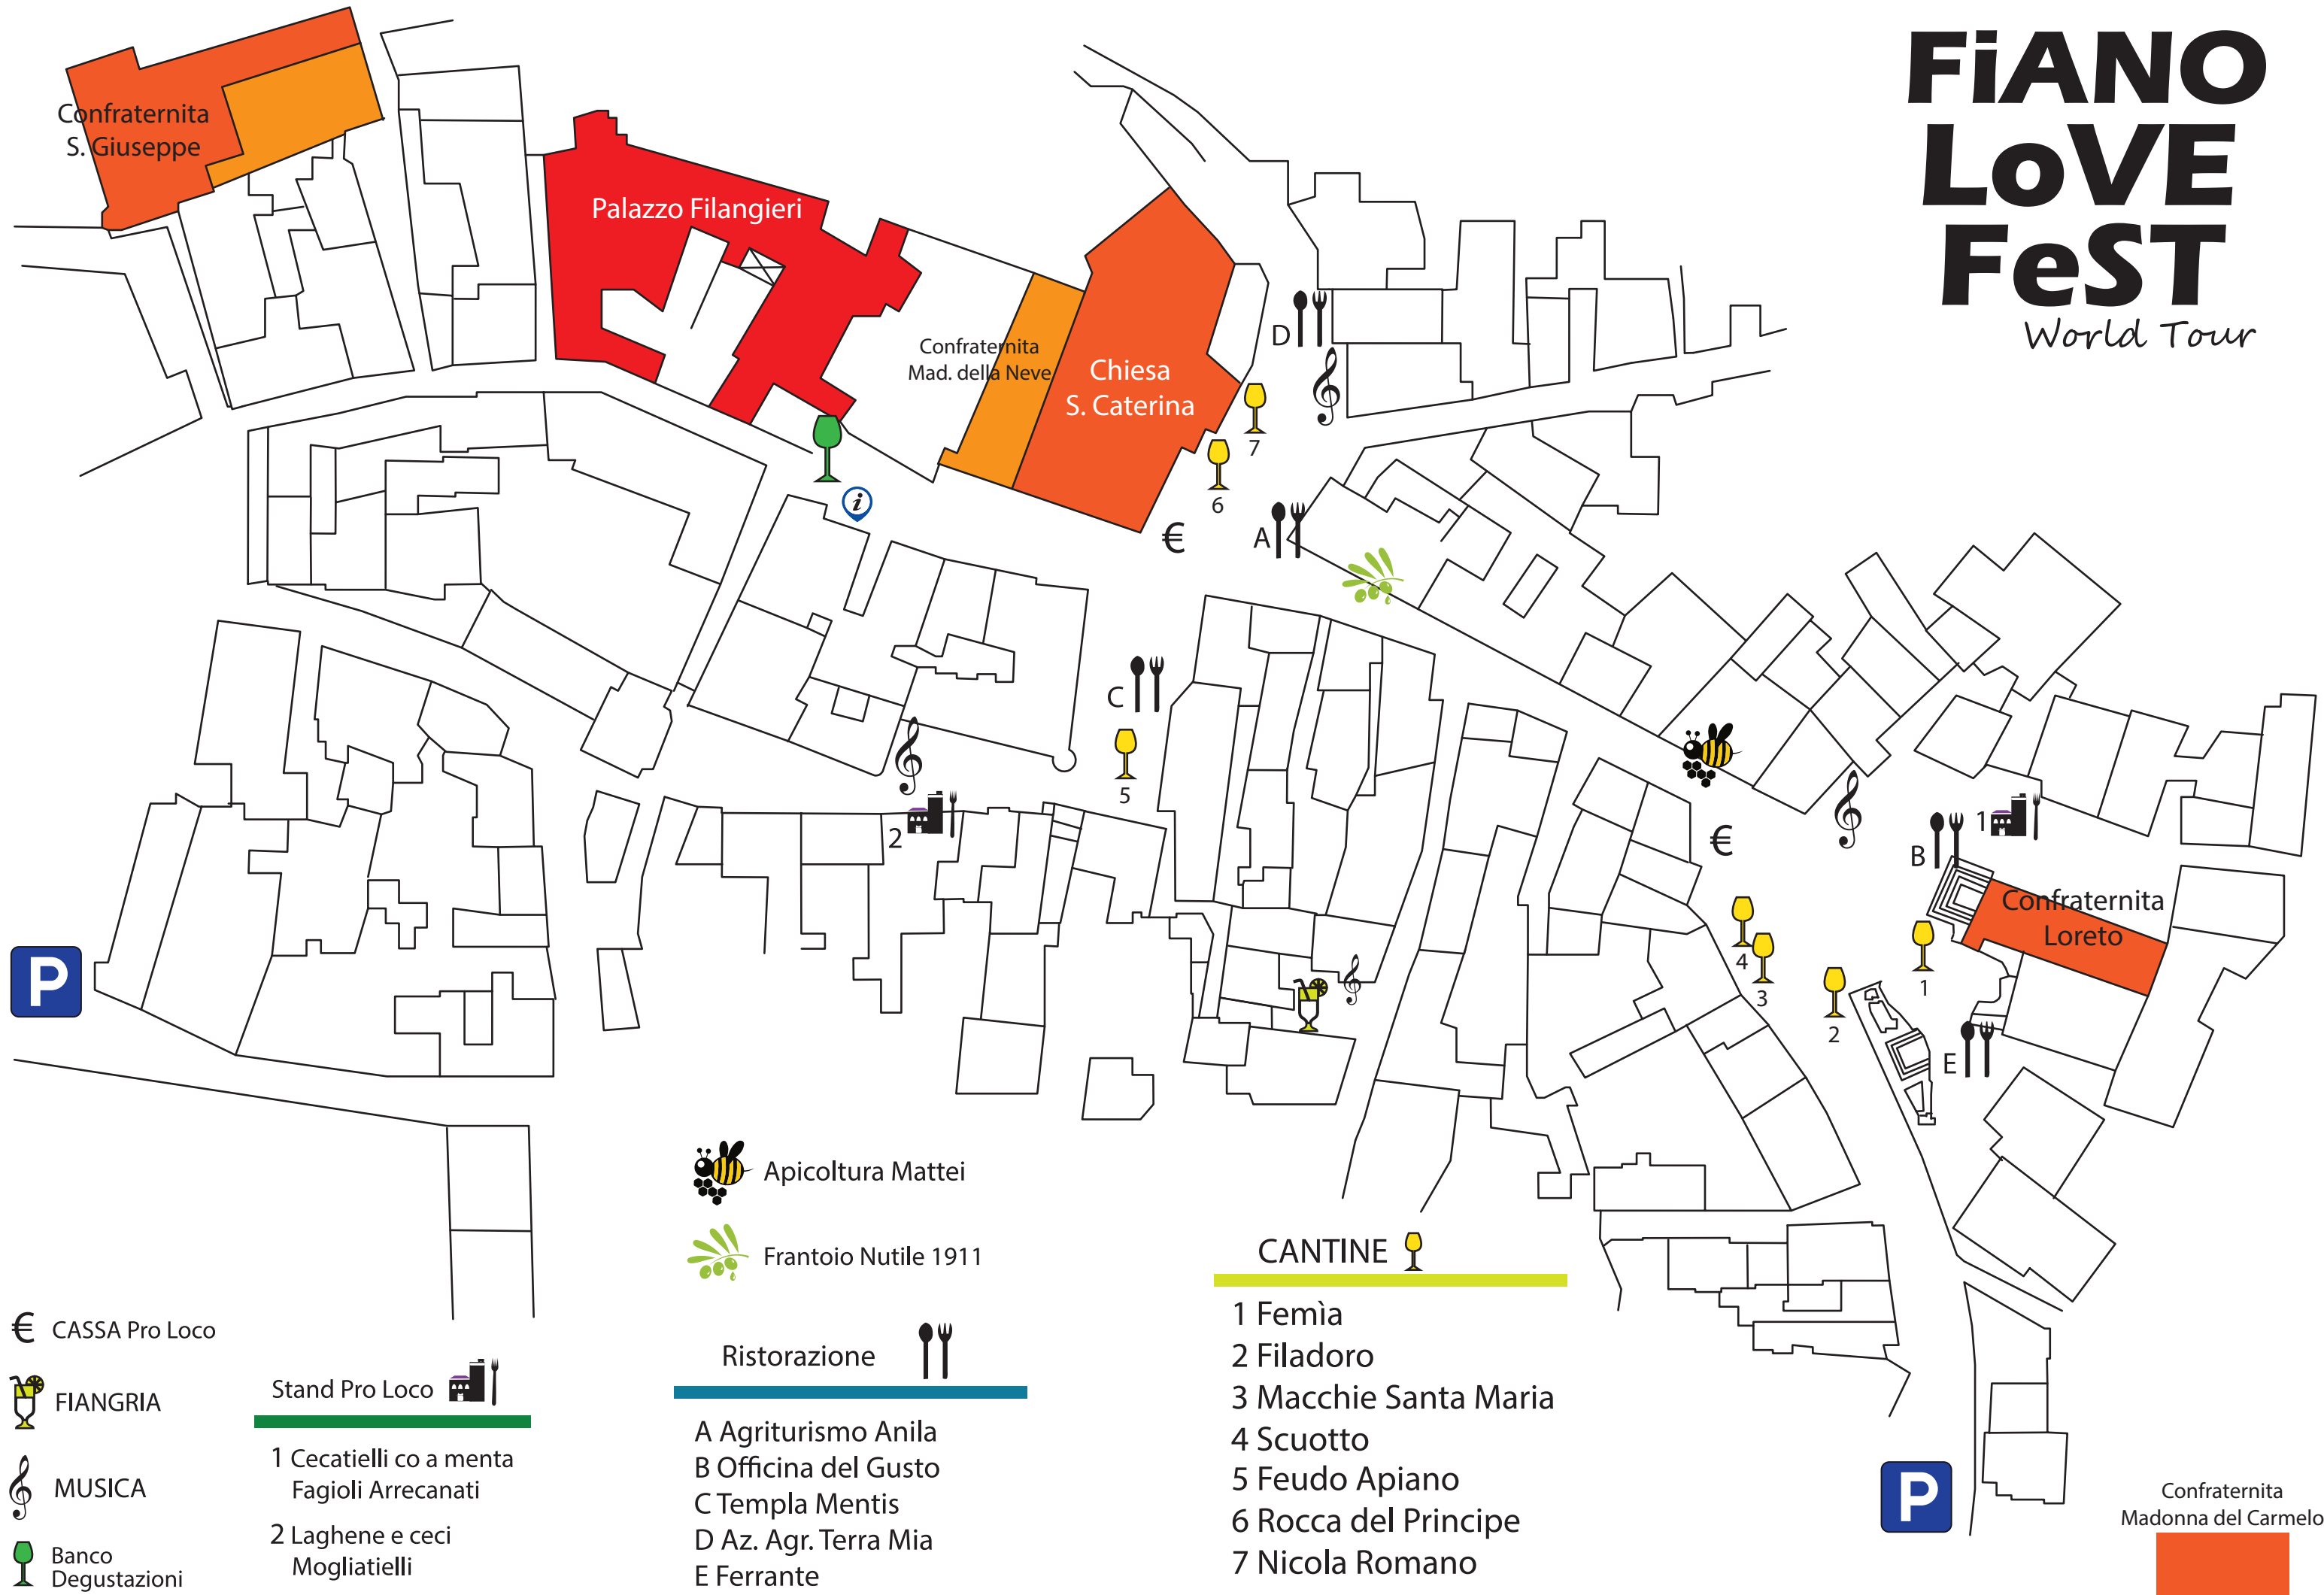 FiANO
LoVE
FeST
World Tour
Confraternita
S. Giuseppe
Palazzo Filangieri
Confraternita
Mad. della Neve
Chiesa
S. Caterina
D
7
6
€
A
C
5
2
€
1
B
Confraternita
Loreto
4
3
1
2
E
P
Apicoltura Mattei
Frantoio Nutile 1911
€ CASSA Pro Loco
FIANGRIA
MUSICA
Banco
Degustazioni
Stand Pro Loco
1 Cecatielli co a menta
Fagioli Arrecanati
2 Laghene e ceci
Mogliatielli
Ristorazione
A Agriturismo Anila
B Officina del Gusto
C Templa Mentis
D Az. Agr. Terra Mia
E Ferrante
CANTINE
1 Femìa
2 Filadoro
3 Macchie Santa Maria
4 Scuotto
5 Feudo Apiano
6 Rocca del Principe
7 Nicola Romano
P
Confraternita
Madonna del Carmelo
i